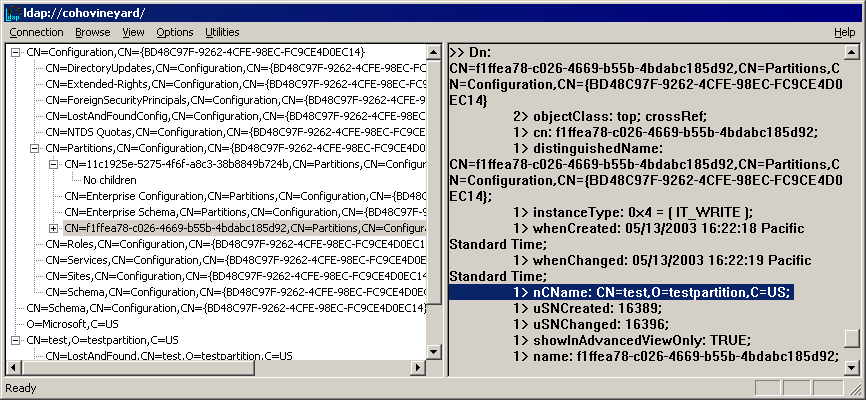 ldap://cohovineyard/
Connection Browse View Options Utilities Help
CN=Configuration,CN={BD48C97F-9262-4CFE-98EC-FC9CE4D0EC14}
CN=DirectoryUpdates,CN=Configuration,CN={BD48C97F-9262-4CFE-98EC-FC
CN=Extended-Rights,CN=Configuration,CN={BD48C97F-9262-4CFE-98EC-FC9
CN=ForeignSecurityPrincipals,CN=Configuration,CN={BD48C97F-9262-4CFE-9
CN=LostAndFoundConfig,CN=Configuration,CN={BD48C97F-9262-4CFE-98EC
CN=NTDS Quotas,CN=Configuration,CN={BD48C97F-9262-4CFE-98EC-FC9CE
CN=Partitions,CN=Configuration,CN={BD48C97F-9262-4CFE-98EC-FC9CE4D0
CN=11c1925e-5275-4f6f-a8c3-38b8849b724b,CN=Partitions,CN=Configur
No children
CN=Enterprise Configuration,CN=Partitions,CN=Configuration,CN={BD48C9
CN=Enterprise Schema,CN=Partitions,CN=Configuration,CN={BD48C97F-9
CN=f1ffea78-c026-4669-b55b-4bdabc185d92,CN=Partitions,CN=Configura
CN=Roles,CN=Configuration,CN={BD48C97F-9262-4CFE-98EC-FC9CE4D0EC1
CN=Services,CN=Configuration,CN={BD48C97F-9262-4CFE-98EC-FC9CE4D0E
CN=Sites,CN=Configuration,CN={BD48C97F-9262-4CFE-98EC-FC9CE4D0EC14
CN=Schema,CN=Configuration,CN={BD48C97F-9262-4CFE-98EC-FC9CE4D0EC
CN=Schema,CN=Configuration,CN={BD48C97F-9262-4CFE-98EC-FC9CE4D0EC14}
O=Microsoft,C=US
CN=test,O=testpartition,C=US
CN=LostAndFound,CN=test,O=testpartition,C=US
>> Dn:
CN=f1ffea78-c026-4669-b55b-4bdabc185d92,CN=Partitions,C
N=Configuration,CN={BD48C97F-9262-4CFE-98EC-FC9CE4D0
EC14}
2> objectClass: top; crossRef;
1> cn: f1ffea78-c026-4669-b55b-4bdabc185d92;
1> distinguishedName:
CN=f1ffea78-c026-4669-b55b-4bdabc185d92,CN=Partitions,C
N=Configuration,CN={BD48C97F-9262-4CFE-98EC-FC9CE4D0
EC14};
1> instanceType: 0x4 = ( IT_WRITE );
1> whenCreated: 05/13/2003 16:22:18 Pacific
Standard Time;
1> whenChanged: 05/13/2003 16:22:19 Pacific
Standard Time;
1> nCName: CN=test,O=testpartition,C=US;
1> uSNCreated: 16389;
1> uSNChanged: 16396;
1> showInAdvancedViewOnly: TRUE;
1> name: f1ffea78-c026-4669-b55b-4bdabc185d92;
Ready